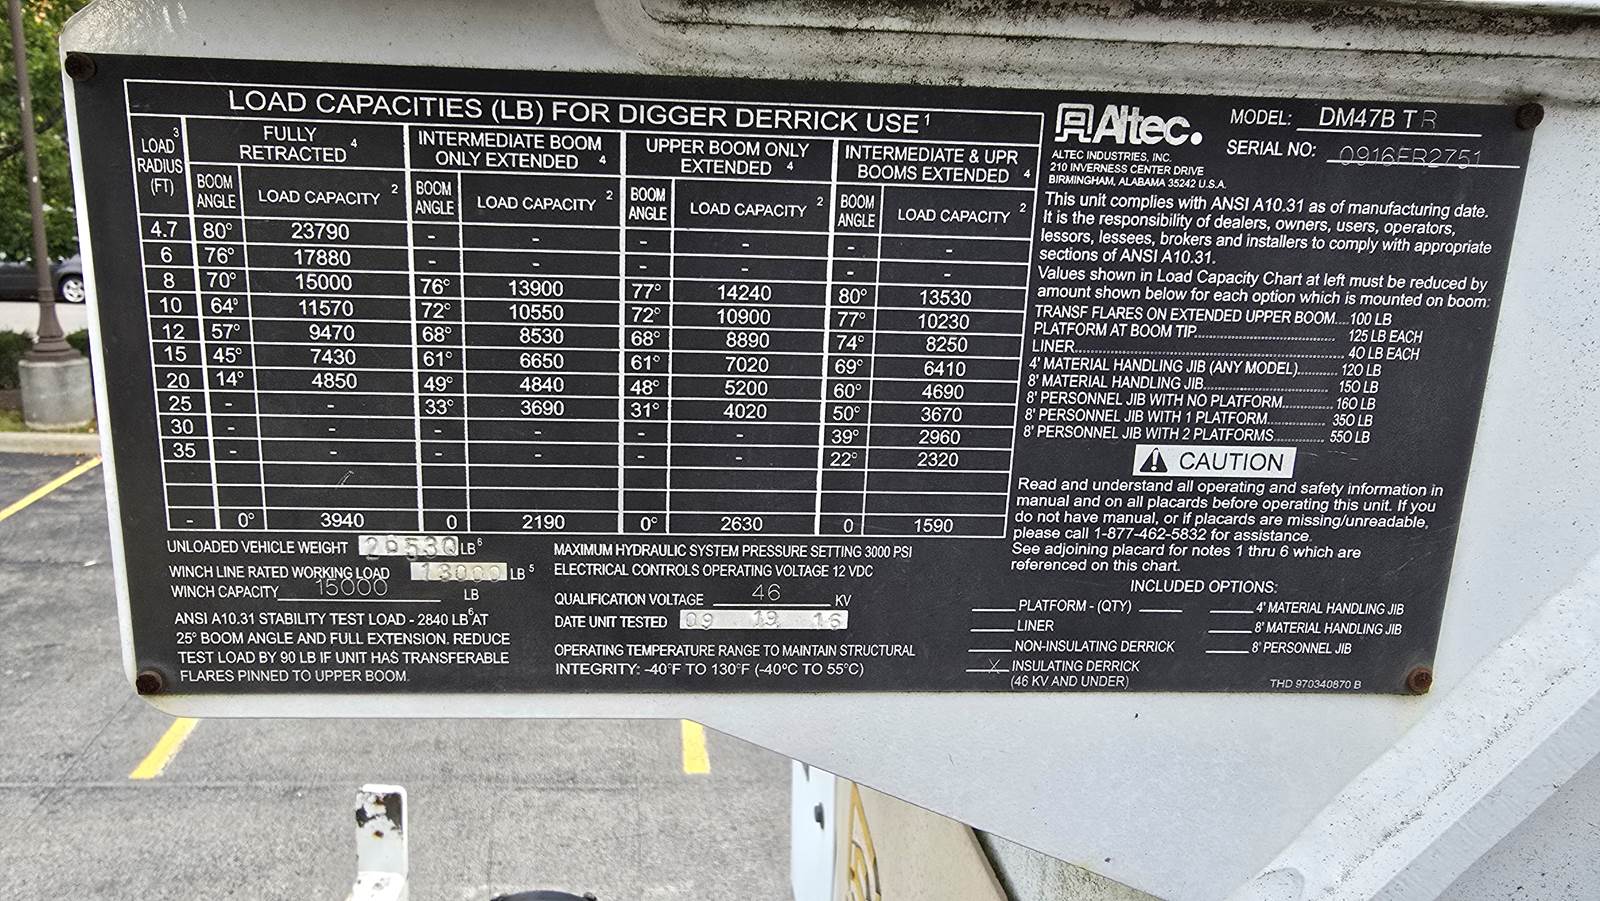 LOAD CAPACITIES (LB) FOR DIGGER DERRICK USE 1
LOAD 3 RADIUS (FT) | FULLY RETRACTED 4 | INTERMEDIATE BOOM ONLY EXTENDED 4 | UPPER BOOM ONLY EXTENDED 4 | INTERMEDIATE & UPR BOOMS EXTENDED 4
BOOM ANGLE | LOAD CAPACITY 2 | BOOM ANGLE | LOAD CAPACITY 2 | BOOM ANGLE | LOAD CAPACITY 2 | BOOM ANGLE | LOAD CAPACITY 2
4.7 | 80° | 23790 | - | - | - | - | - | -
6 | 76° | 17880 | - | - | - | - | - | -
8 | 70° | 15000 | 76° | 13900 | 77° | 14240 | 80° | 13530
10 | 64° | 11570 | 72° | 10550 | 72° | 10900 | 77° | 10230
12 | 57° | 9470 | 68° | 8530 | 68° | 8890 | 74° | 8250
15 | 45° | 7430 | 61° | 6650 | 61° | 7020 | 69° | 6410
20 | 14° | 4850 | 49° | 4840 | 48° | 5200 | 60° | 4690
25 | - | - | 33° | 3690 | 31° | 4020 | 50° | 3670
30 | - | - | - | - | - | - | 39° | 2960
35 | - | - | - | - | - | - | 22° | 2320
- | 0° | 3940 | 0 | 2190 | 0° | 2630 | 0 | 1590
UNLOADED VEHICLE WEIGHT 29530 LB 6
WINCH LINE RATED WORKING LOAD 13000 LB 5
WINCH CAPACITY 15000 LB
ANSI A10.31 STABILITY TEST LOAD - 2840 LB 6 AT
25° BOOM ANGLE AND FULL EXTENSION. REDUCE
TEST LOAD BY 90 LB IF UNIT HAS TRANSFERABLE
FLARES PINNED TO UPPER BOOM.
MAXIMUM HYDRAULIC SYSTEM PRESSURE SETTING 3000 PSI
ELECTRICAL CONTROLS OPERATING VOLTAGE 12 VDC
QUALIFICATION VOLTAGE 46 KV
DATE UNIT TESTED 09 19 16
OPERATING TEMPERATURE RANGE TO MAINTAIN STRUCTURAL
INTEGRITY: -40°F TO 130°F (-40°C TO 55°C)
Altec.
ALTEC INDUSTRIES, INC.
210 INVERNESS CENTER DRIVE
BIRMINGHAM, ALABAMA 35242 U.S.A.
MODEL: DM47B TR
SERIAL NO: 0916FR2751
This unit complies with ANSI A10.31 as of manufacturing date.
It is the responsibility of dealers, owners, users, operators,
lessors, lessees, brokers and installers to comply with appropriate
sections of ANSI A10.31.
Values shown in Load Capacity Chart at left must be reduced by
amount shown below for each option which is mounted on boom:
TRANSF FLARES ON EXTENDED UPPER BOOM....100 LB
PLATFORM AT BOOM TIP....125 LB EACH
LINER....40 LB EACH
4' MATERIAL HANDLING JIB (ANY MODEL)....120 LB
8' MATERIAL HANDLING JIB....150 LB
8' PERSONNEL JIB WITH NO PLATFORM....160 LB
8' PERSONNEL JIB WITH 1 PLATFORM....350 LB
8' PERSONNEL JIB WITH 2 PLATFORMS....550 LB
CAUTION
Read and understand all operating and safety information in
manual and on all placards before operating this unit. If you
do not have manual, or if placards are missing/unreadable,
please call 1-877-462-5832 for assistance.
See adjoining placard for notes 1 thru 6 which are
referenced on this chart.
INCLUDED OPTIONS:
PLATFORM - (QTY)
LINER
NON-INSULATING DERRICK
X INSULATING DERRICK
(46 KV AND UNDER)
4' MATERIAL HANDLING JIB
8' MATERIAL HANDLING JIB
8' PERSONNEL JIB
THD 970340870 B